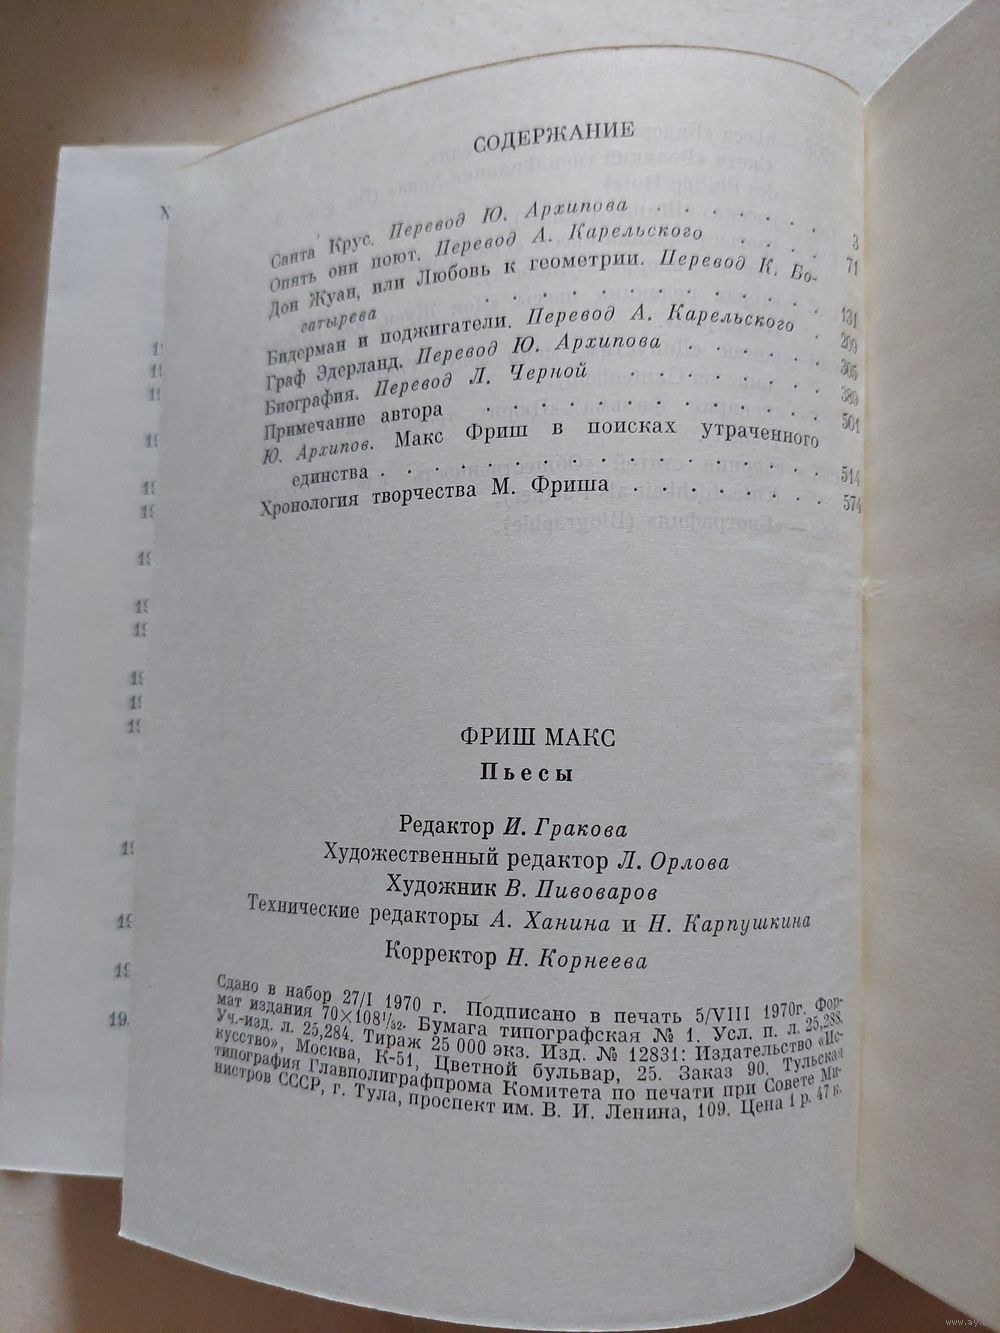 СОДЕРЖАНИЕ
Санта Крус. Перевод Ю. Архипова . . . . . . 3
Опять они поют. Перевод А. Карельского . . . . 71
Дон Жуан, или Любовь к геометрии. Перевод К. Бо-
гатырева . . . . . . . . . . . . . 131
Бидерман и поджигатели. Перевод А. Карельского . 209
Граф Эдерланд. Перевод Ю. Архипова . . . . . 305
Биография. Перевод Л. Черной . . . . . . . 389
Примечание автора . . . . . . . . . . . . 501
Ю. Архипов. Макс Фриш в поисках утраченного
единства . . . . . . . . . . . . . . . 514
Хронология творчества М. Фриша . . . . . . . 574
ФРИШ МАКС
Пьесы
Редактор И. Гракова
Художественный редактор Л. Орлова
Художник В. Пивоваров
Технические редакторы А. Ханина и Н. Карпушкина
Корректор Н. Корнеева
Сдано в набор 27/I 1970 г. Подписано в печать 5/VIII 1970г. Фор-
мат издания 70×108¹/₃₂. Бумага типографская № 1. Усл. п. л. 25,288.
Уч.-изд. л. 25,284. Тираж 25 000 экз. Изд. № 12831: Издательство «Ис-
кусство», Москва, К-51, Цветной бульвар, 25. Заказ 90. Тульская
типография Главполиграфпрома Комитета по печати при Совете Ми-
нистров СССР, г. Тула, проспект им. В. И. Ленина, 109. Цена 1 р. 47 к.